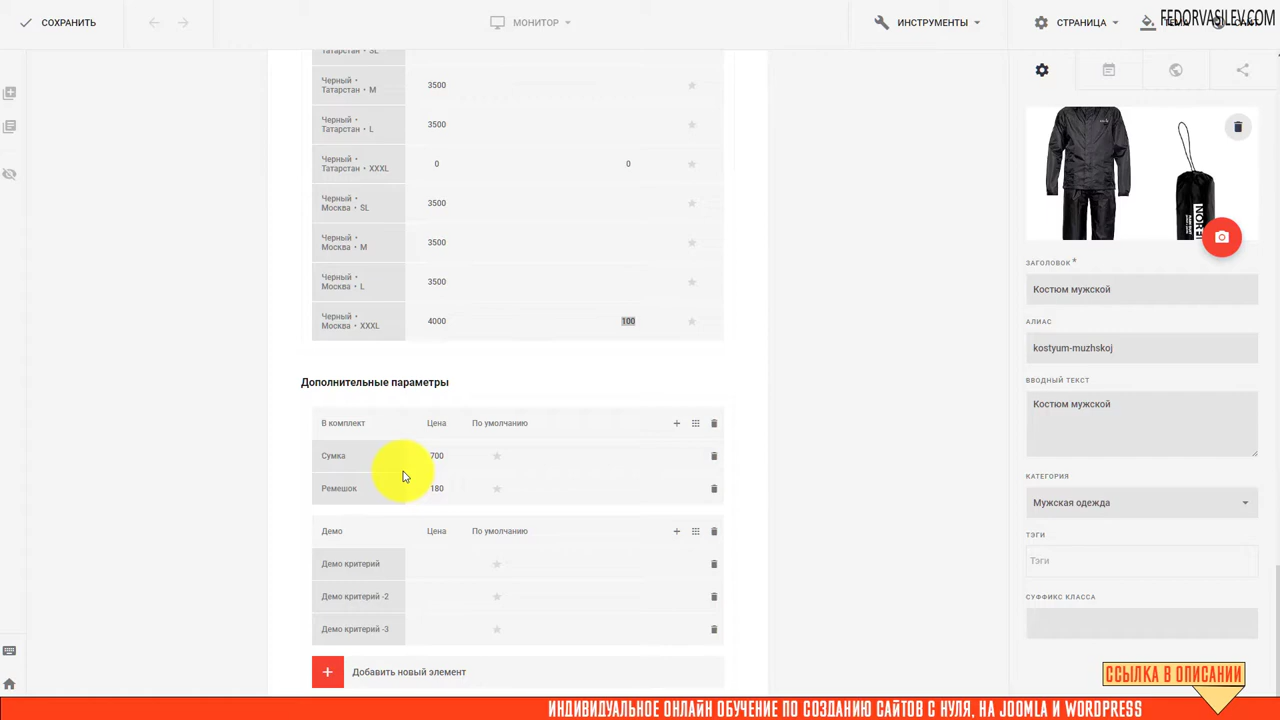 СОХРАНИТЬ
МОНИТОР
ИНСТРУМЕНТЫ
СТРАНИЦА
FEDORVASILEV.COM
Татарстан • SL
Черный •
Татарстан • M
3500
Черный •
Татарстан • L
3500
Черный •
Татарстан • XXXL
0
0
Черный •
Москва • SL
3500
Черный •
Москва • M
3500
Черный •
Москва • L
3500
Черный •
Москва • XXXL
4000
100
Дополнительные параметры
В комплект
Цена
По умолчанию
Сумка
700
Ремешок
180
Демо
Цена
По умолчанию
Демо критерий
Демо критерий -2
Демо критерий -3
Добавить новый элемент
ЗАГОЛОВОК *
Костюм мужской
АЛИАС
kostyum-muzhskoj
ВВОДНЫЙ ТЕКСТ
Костюм мужской
КАТЕГОРИЯ
Мужская одежда
ТЭГИ
Тэги
СУФФИКС КЛАССА
ССЫЛКА В ОПИСАНИИ
ИНДИВИДУАЛЬНОЕ ОНЛАЙН ОБУЧЕНИЕ ПО СОЗДАНИЮ САЙТОВ С НУЛЯ, НА JOOMLA И WORDPRESS